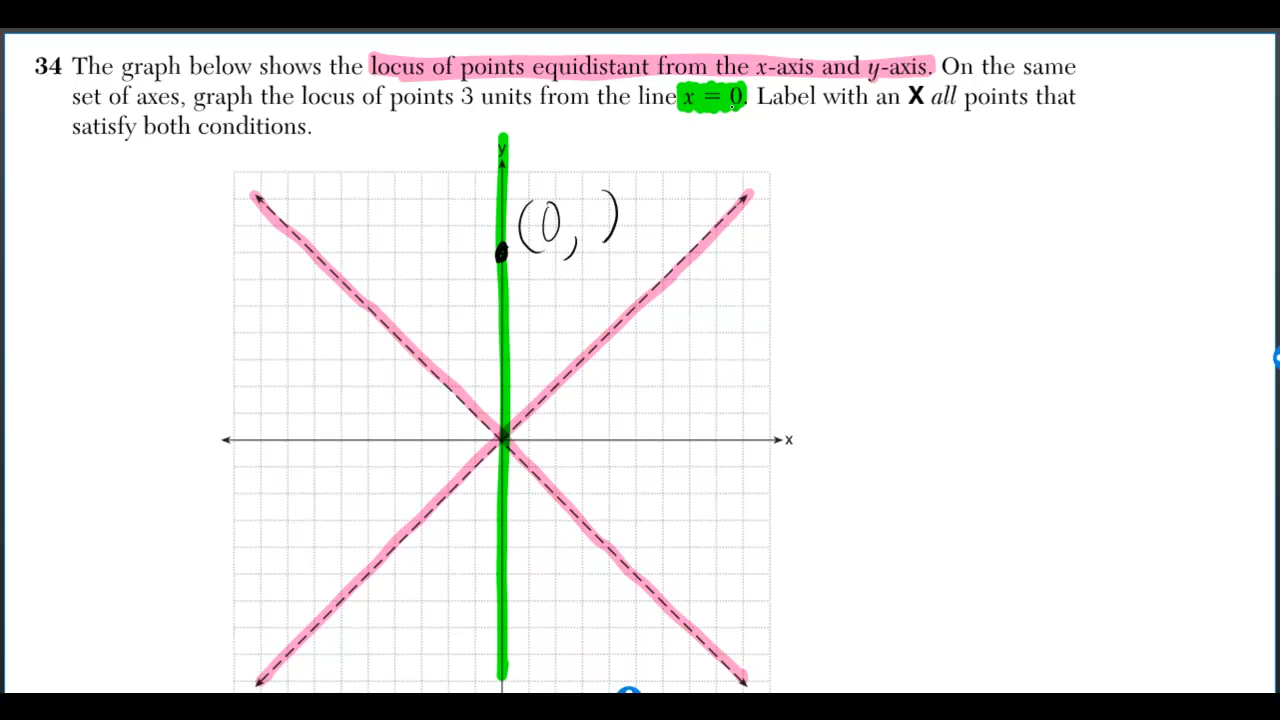 34 The graph below shows the locus of points equidistant from the x-axis and y-axis. On the same
set of axes, graph the locus of points 3 units from the line x = 0. Label with an X all points that
satisfy both conditions.
y
(0, )
x